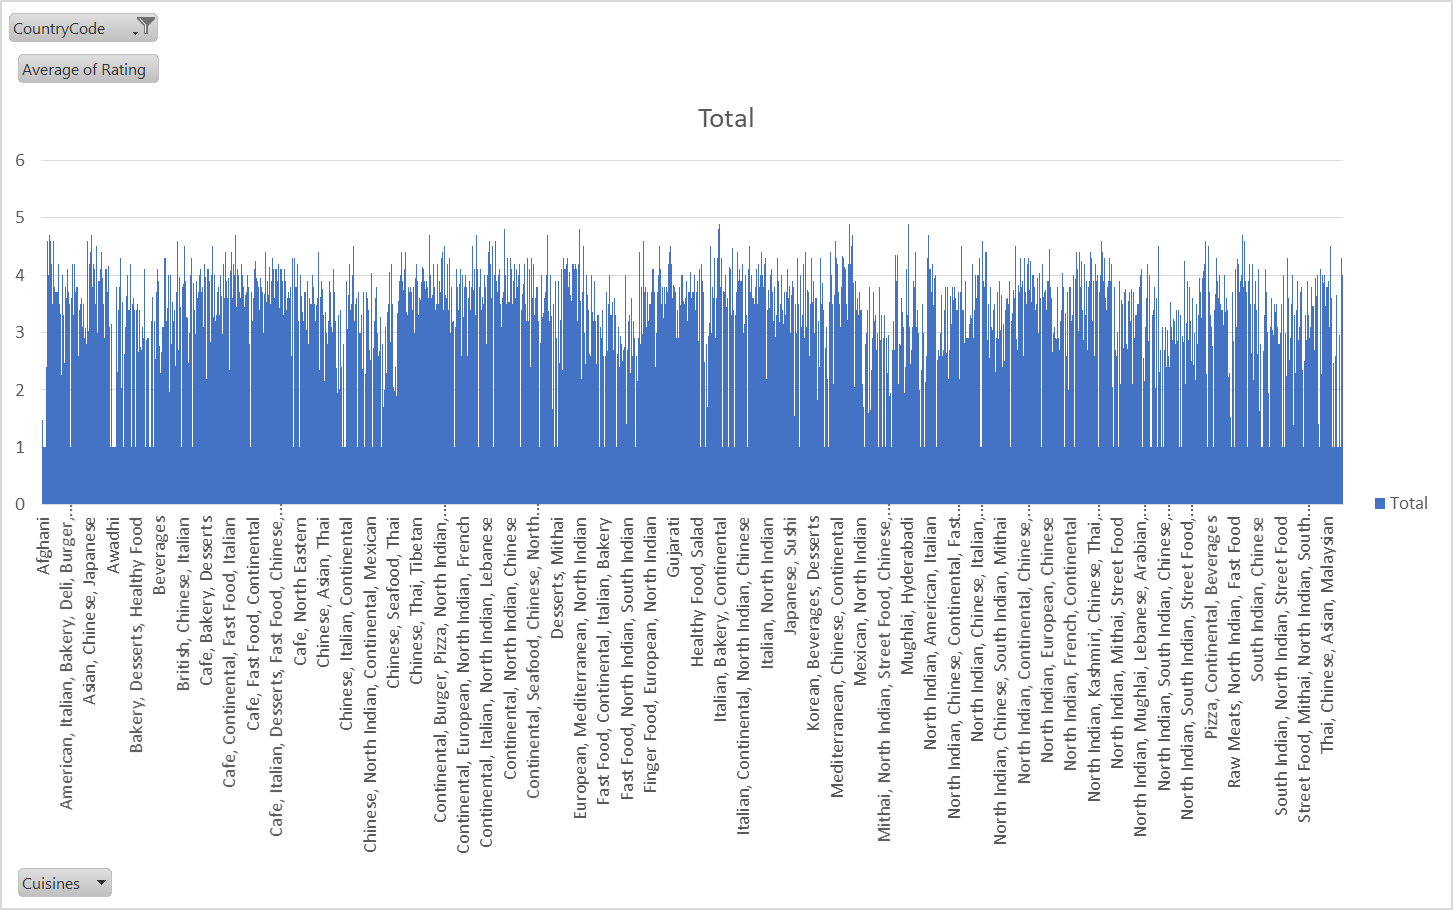 CountryCode
Average of Rating
Total
6
5
4
3
2
1
0
Total
Afghani
American, Italian, Bakery, Deli, Burger,...
Asian, Chinese, Japanese
Awadhi
Bakery, Desserts, Healthy Food
Beverages
British, Chinese, Italian
Cafe, Bakery, Desserts
Cafe, Continental, Fast Food, Italian
Cafe, Fast Food, Continental
Cafe, Italian, Desserts, Fast Food, Chinese,...
Cafe, North Eastern
Chinese, Asian, Thai
Chinese, Italian, Continental
Chinese, North Indian, Continental, Mexican
Chinese, Seafood, Thai
Chinese, Thai, Tibetan
Continental, Burger, Pizza, North Indian,...
Continental, European, North Indian, French
Continental, Italian, North Indian, Lebanese
Continental, North Indian, Chinese
Continental, Seafood, Chinese, North...
Desserts, Mithai
European, Mediterranean, North Indian
Fast Food, Continental, Italian, Bakery
Fast Food, North Indian, South Indian
Finger Food, European, North Indian
Gujarati
Healthy Food, Salad
Italian, Bakery, Continental
Italian, Continental, North Indian, Chinese
Italian, North Indian
Japanese, Sushi
Korean, Beverages, Desserts
Mediterranean, Chinese, Continental
Mexican, North Indian
Mithai, North Indian, Street Food, Chinese,...
Mughlai, Hyderabadi
North Indian, American, Italian
North Indian, Chinese, Continental, Fast...
North Indian, Chinese, Italian,...
North Indian, Chinese, South Indian, Mithai
North Indian, Continental, Chinese,...
North Indian, European, Chinese
North Indian, French, Continental
North Indian, Kashmiri, Chinese, Thai,...
North Indian, Mithai, Street Food
North Indian, Mughlai, Lebanese, Arabian,...
North Indian, South Indian, Chinese,...
North Indian, South Indian, Street Food,...
Pizza, Continental, Beverages
Raw Meats, North Indian, Fast Food
South Indian, Chinese
South Indian, North Indian, Street Food
Street Food, Mithai, North Indian, South...
Thai, Chinese, Asian, Malaysian
Cuisines